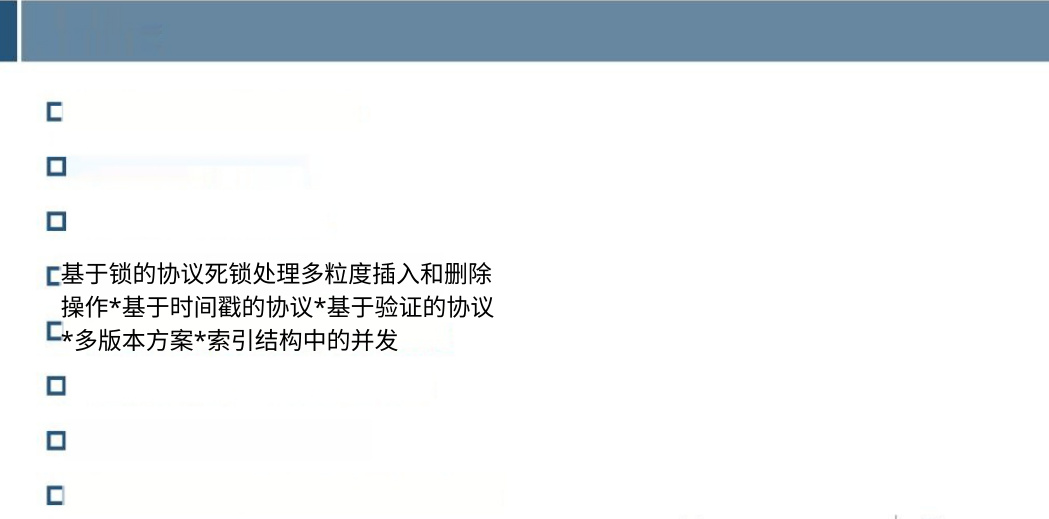 基于锁的协议死锁处理多粒度插入和删除
操作*基于时间戳的协议*基于验证的协议
*多版本方案*索引结构中的并发